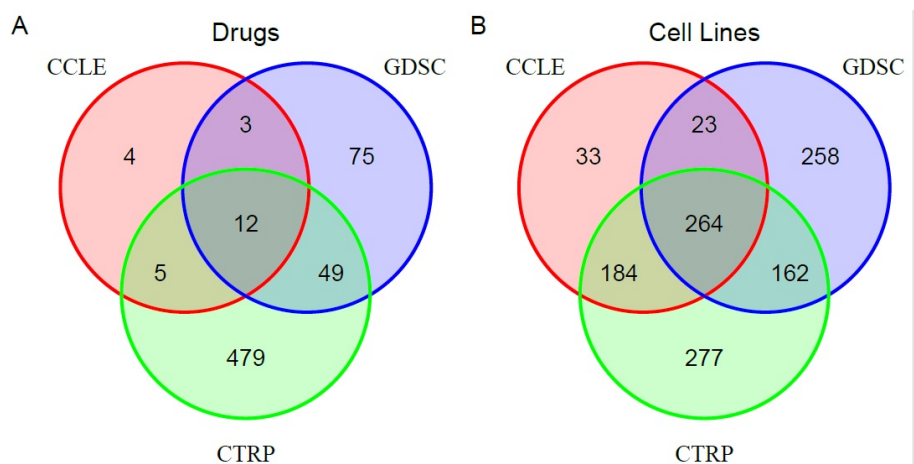 A Drugs
CCLE GDSC
3
4 75
12
5 49
479
CTRP
B Cell Lines
CCLE GDSC
23
33 258
264
184 162
277
CTRP